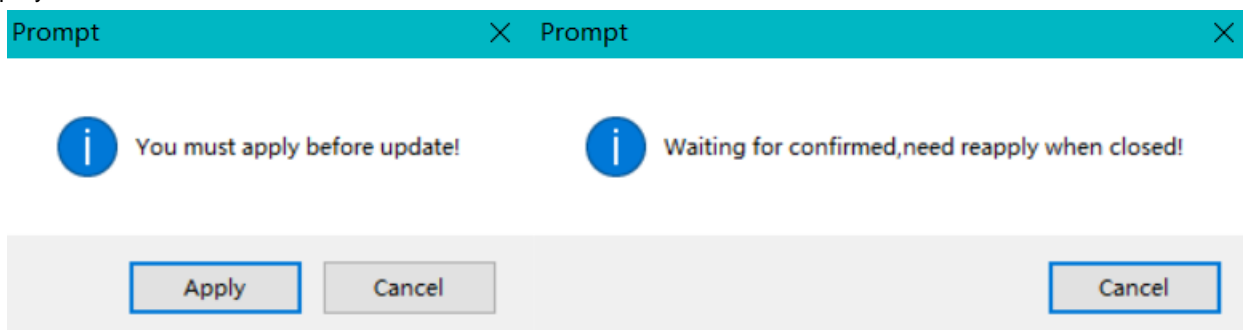 Prompt
You must apply before update!
Apply Cancel
Prompt
Waiting for confirmed,need reapply when closed!
Cancel